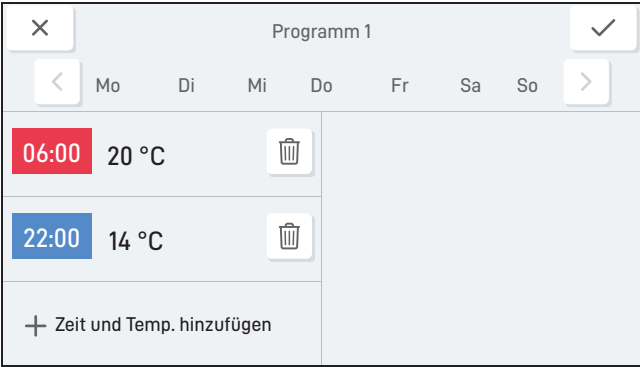 Programm 1
Mo Di Mi Do Fr Sa So
06:00 20 °C
22:00 14 °C
Zeit und Temp. hinzufügen